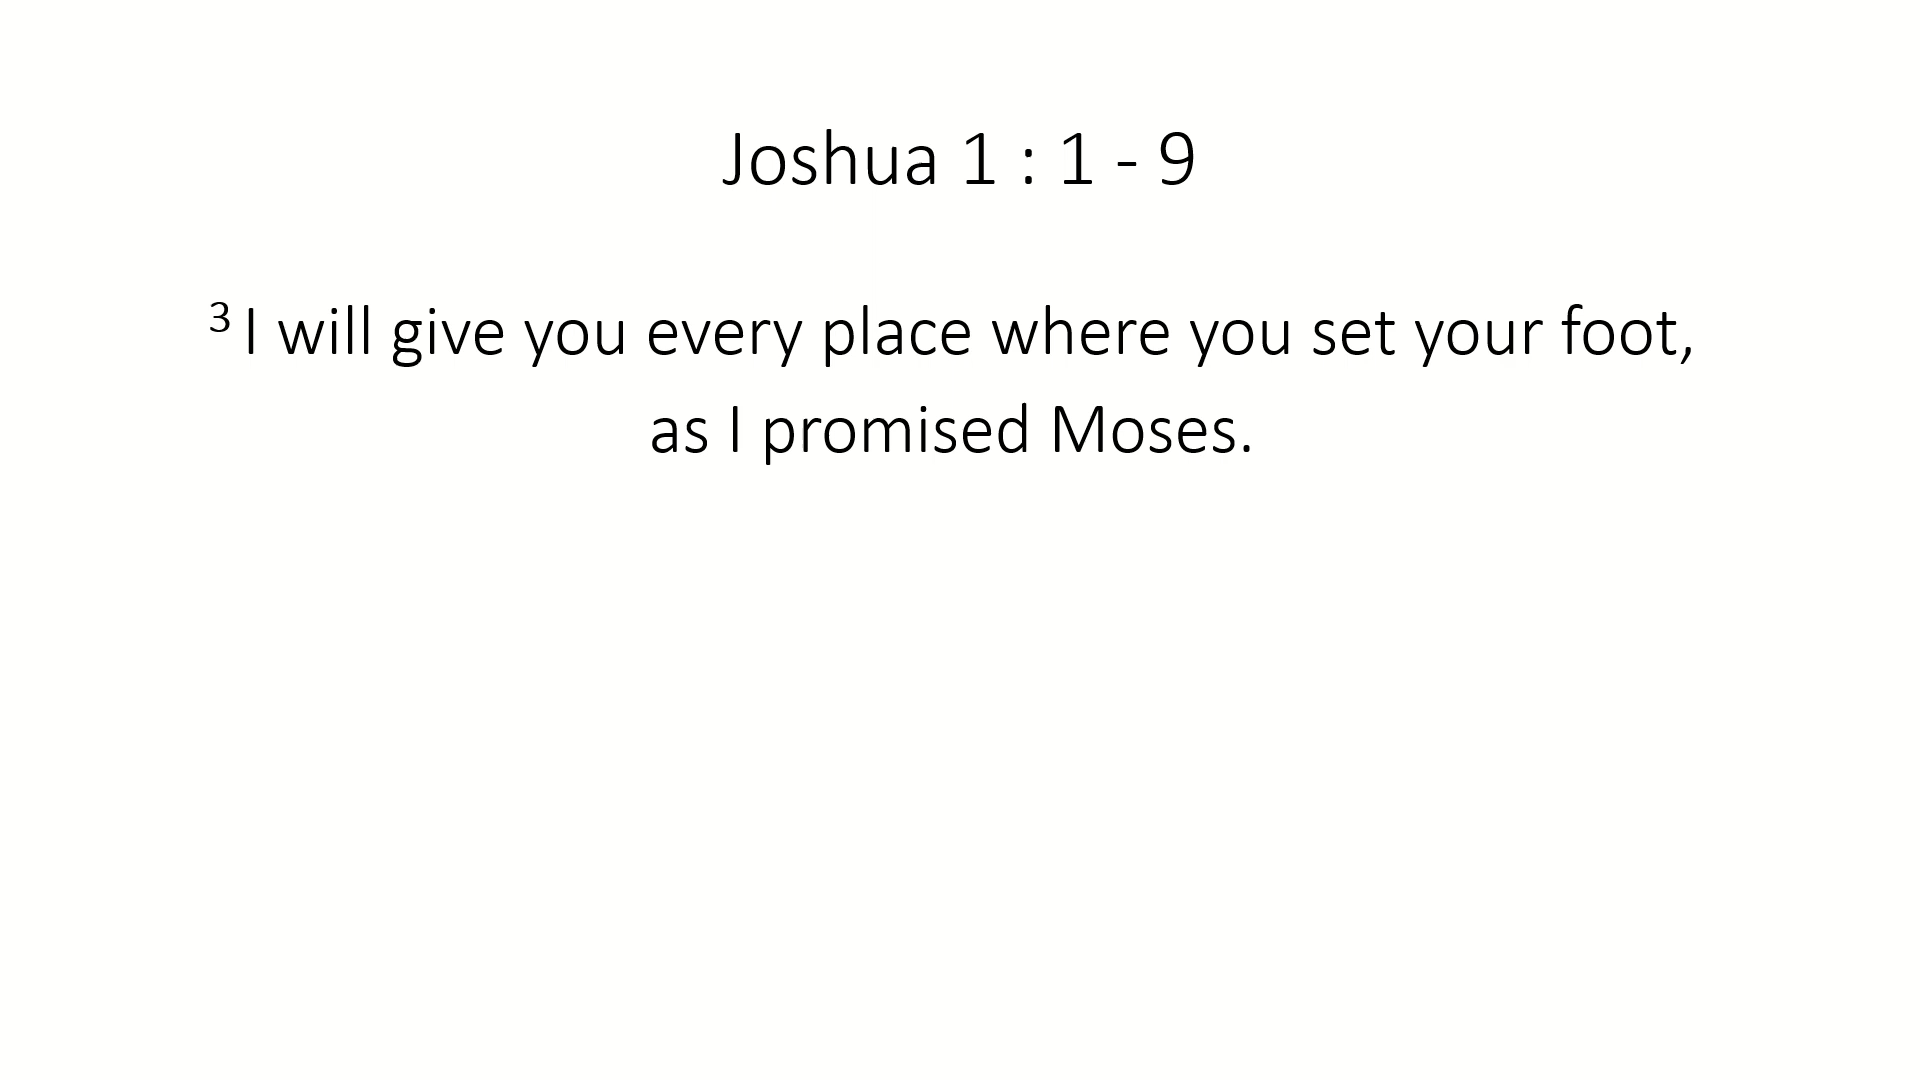 Joshua 1 : 1 - 9
³ I will give you every place where you set your foot,
as I promised Moses.